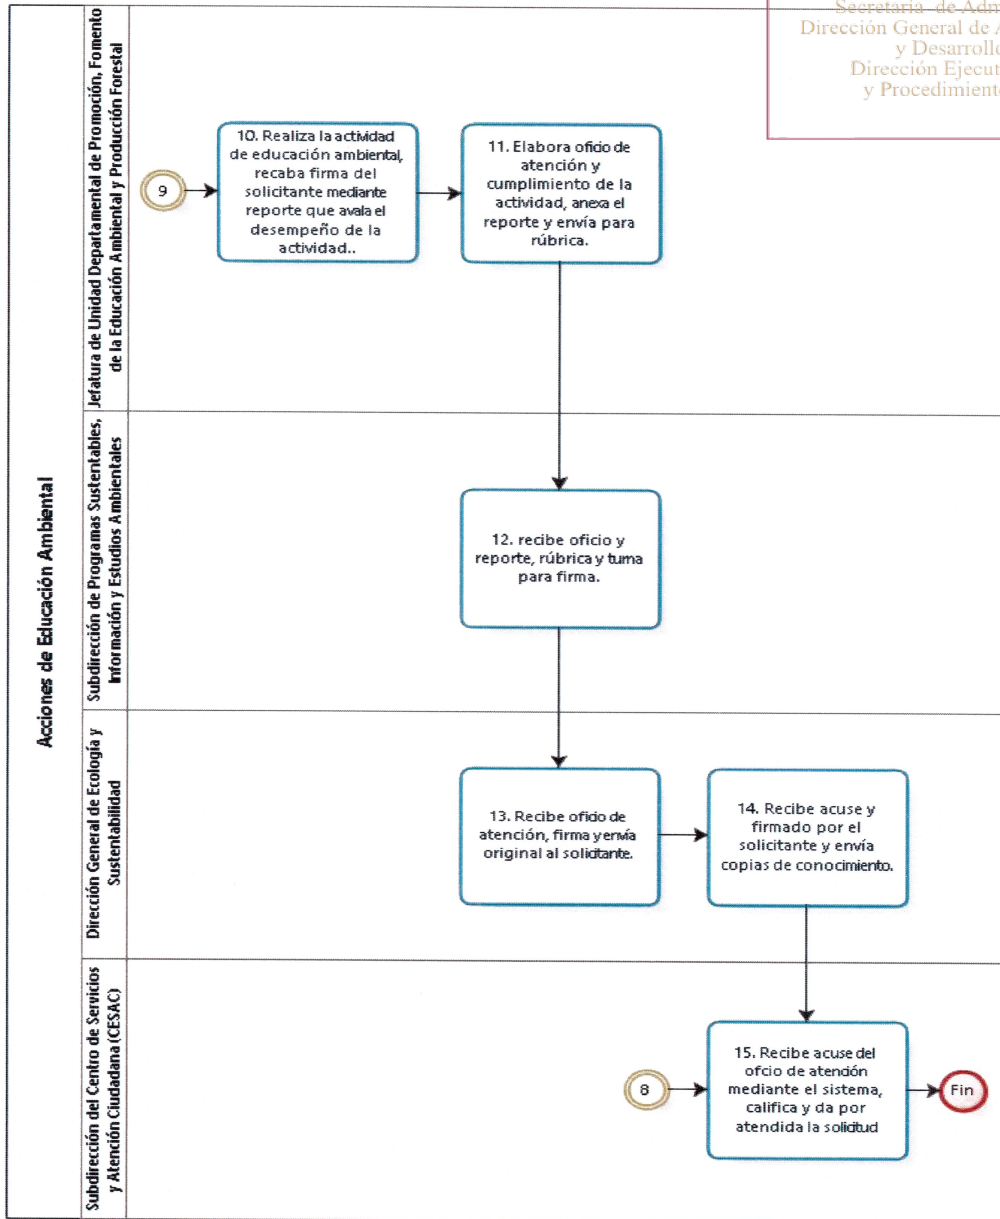 Secretaría de Adm
Dirección General de A
y Desarrollo
Dirección Ejecut
y Procedimiento
Acciones de Educación Ambiental
Jefatura de Unidad Departamental de Promoción, Fomento
de la Educación Ambiental y Producción Forestal
9
10. Realiza la actividad
de educación ambiental,
recaba firma del
solicitante mediante
reporte que avala el
desempeño de la
actividad..
11. Elabora oficio de
atención y
cumplimiento de la
actividad, anexa el
reporte y envía para
rúbrica.
Subdirección de Programas Sustentables,
Información y Estudios Ambientales
12. recibe oficio y
reporte, rúbrica y turna
para firma.
Dirección General de Ecología y
Sustentabilidad
13. Recibe oficio de
atención, firma y envía
original al solicitante.
14. Recibe acuse y
firmado por el
solicitante y envía
copias de conocimiento.
Subdirección del Centro de Servicios
y Atención Ciudadana (CESAC)
8
15. Recibe acuse del
ofcio de atención
mediante el sistema,
califica y da por
atendida la solicitud
Fin